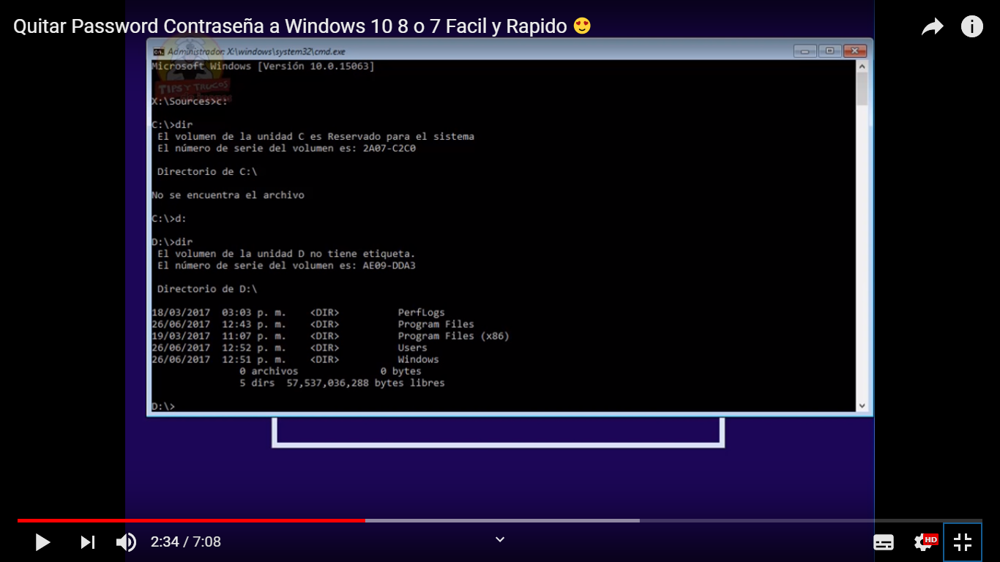 Quitar Password Contraseña a Windows 10 8 o 7 Facil y Rapido 😍
Administrador: X:\windows\system32\cmd.exe
Microsoft Windows [Versión 10.0.15063]
TIPS Y TRUCOS
X:\Sources>c:
C:\>dir
El volumen de la unidad C es Reservado para el sistema
El número de serie del volumen es: 2A07-C2C0
Directorio de C:\
No se encuentra el archivo
C:\>d:
D:\>dir
El volumen de la unidad D no tiene etiqueta.
El número de serie del volumen es: AE09-DDA3
Directorio de D:\
18/03/2017 03:03 p. m. <DIR> PerfLogs
26/06/2017 12:43 p. m. <DIR> Program Files
19/03/2017 11:07 p. m. <DIR> Program Files (x86)
26/06/2017 12:52 p. m. <DIR> Users
26/06/2017 12:51 p. m. <DIR> Windows
0 archivos 0 bytes
5 dirs 57,537,036,288 bytes libres
D:\>
2:34 / 7:08
HD